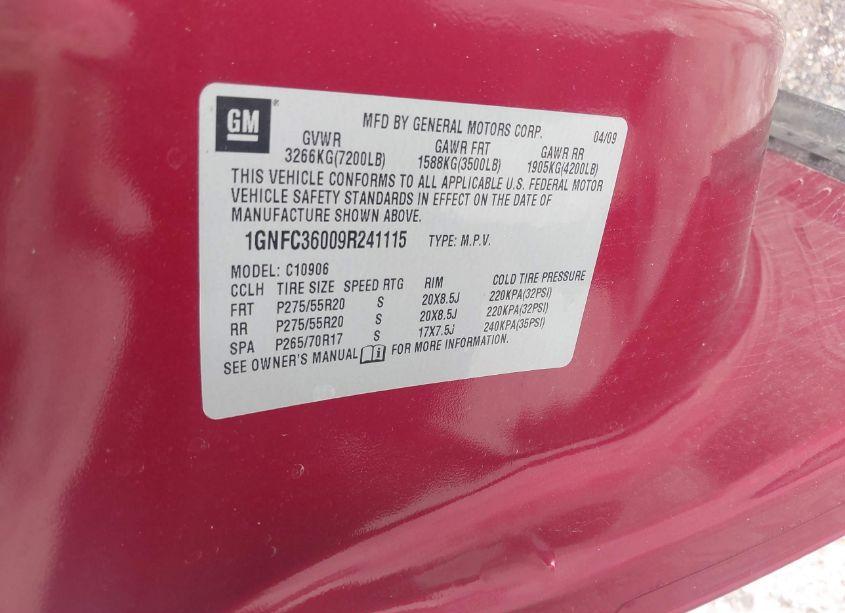 GM ®
MFD BY GENERAL MOTORS CORP. 04/09
GVWR GAWR FRT GAWR RR
3266KG(7200LB) 1588KG(3500LB) 1905KG(4200LB)
THIS VEHICLE CONFORMS TO ALL APPLICABLE U.S. FEDERAL MOTOR
VEHICLE SAFETY STANDARDS IN EFFECT ON THE DATE OF
MANUFACTURE SHOWN ABOVE.
1GNFC36009R241115 TYPE: M.P.V.
MODEL: C10906
CCLH TIRE SIZE SPEED RTG RIM COLD TIRE PRESSURE
FRT P275/55R20 S 20X8.5J 220KPA(32PSI)
RR P275/55R20 S 20X8.5J 220KPA(32PSI)
SPA P265/70R17 S 17X7.5J 240KPA(35PSI)
SEE OWNER'S MANUAL FOR MORE INFORMATION.